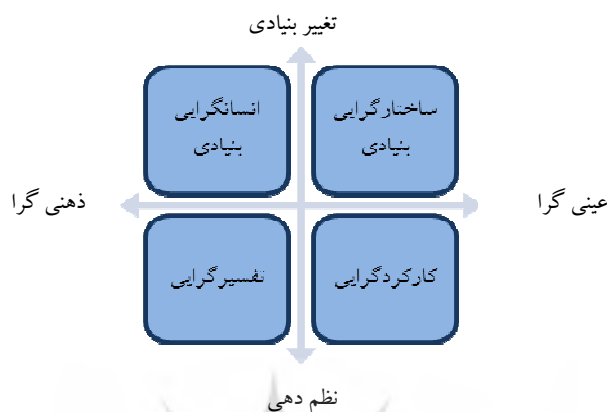 تغییر بنیادی
ساختارگرایی
بنیادی
انسانگرایی
بنیادی
عینی گرا
ذهنی گرا
کارکردگرایی
تفسیرگرایی
نظم دهی